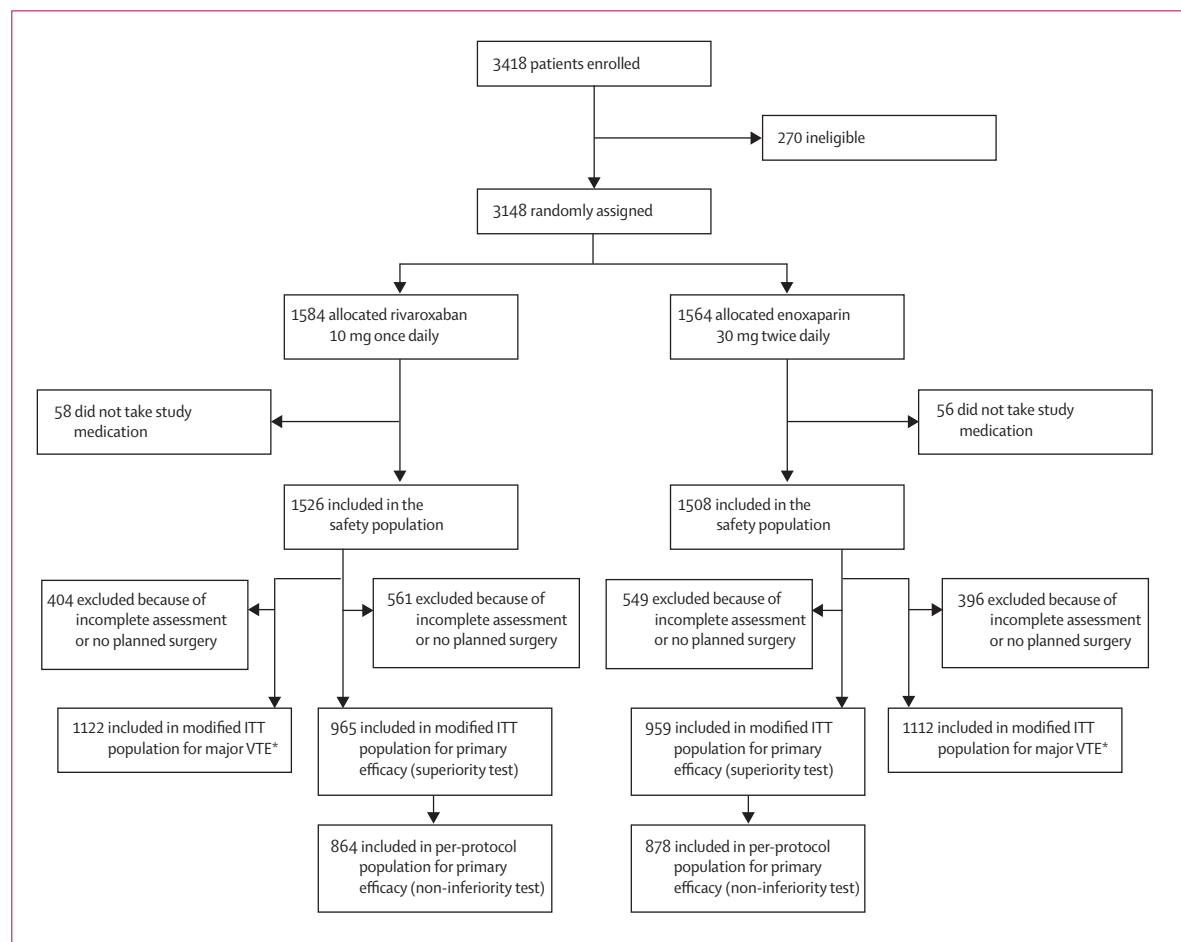 3418 patients enrolled
270 ineligible
3148 randomly assigned
1584 allocated rivaroxaban
10 mg once daily
1564 allocated enoxaparin
30 mg twice daily
58 did not take study
medication
56 did not take study
medication
1526 included in the
safety population
1508 included in the
safety population
404 excluded because of
incomplete assessment
or no planned surgery
561 excluded because of
incomplete assessment
or no planned surgery
549 excluded because of
incomplete assessment
or no planned surgery
396 excluded because of
incomplete assessment
or no planned surgery
1122 included in modified ITT
population for major VTE*
965 included in modified ITT
population for primary
efficacy (superiority test)
959 included in modified ITT
population for primary
efficacy (superiority test)
1112 included in modified ITT
population for major VTE*
864 included in per-protocol
population for primary
efficacy (non-inferiority test)
878 included in per-protocol
population for primary
efficacy (non-inferiority test)